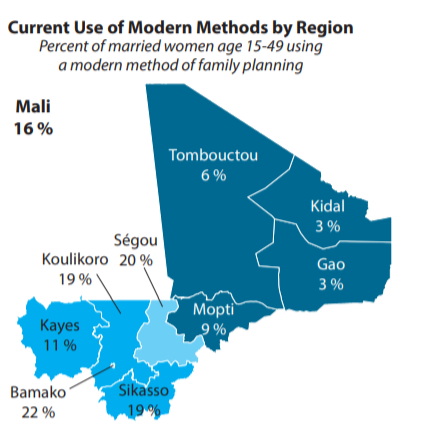 Current Use of Modern Methods by Region
Percent of married women age 15-49 using
a modern method of family planning
Mali
16 %
Tombouctou
6 %
Kidal
3 %
Ségou
20 %
Koulikoro
19 %
Gao
3 %
Mopti
9 %
Kayes
11 %
Bamako
22 %
Sikasso
19%